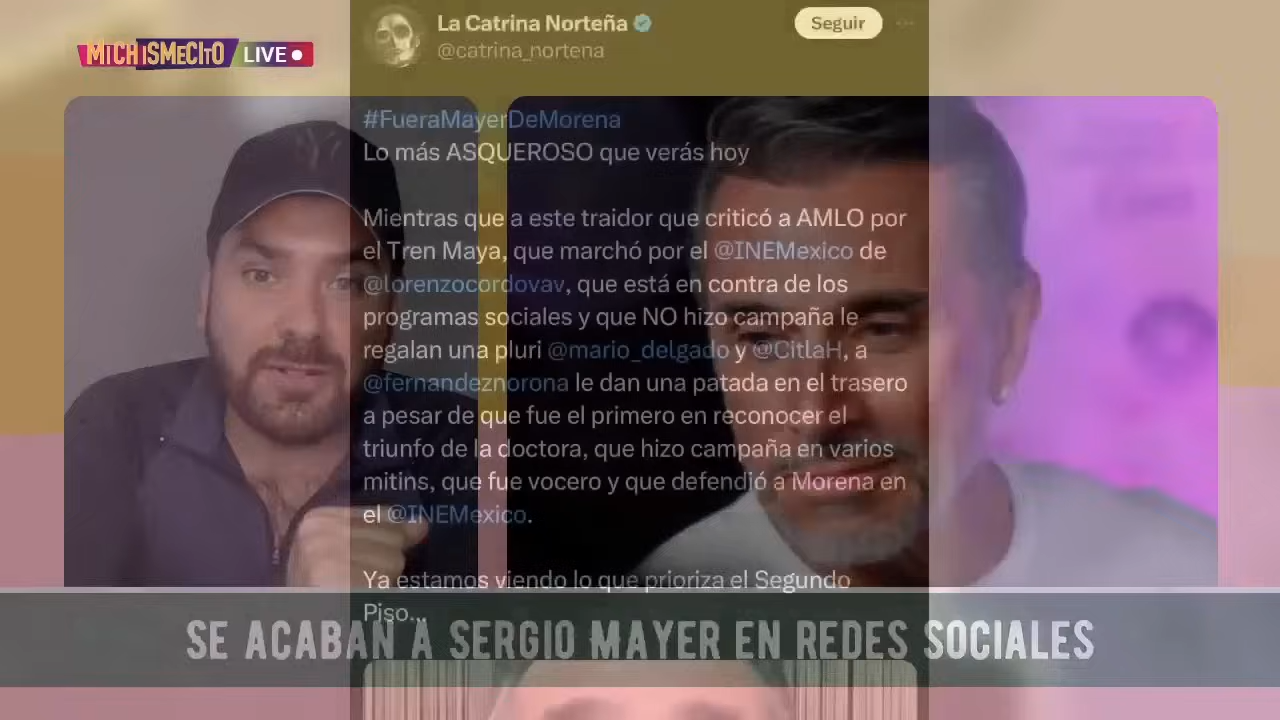 MICHISMECITO LIVE
La Catrina Norteña
@catrina_nortena
Seguir
#FueraMayerDeMorena
Lo más ASQUEROSO que verás hoy
Mientras que a este traidor que criticó a AMLO por
el Tren Maya, que marchó por el @INEMexico de
@lorenzocordovav, que está en contra de los
programas sociales y que NO hizo campaña le
regalan una pluri @mario_delgado y @CitlaH, a
@fernandeznorona le dan una patada en el trasero
a pesar de que fue el primero en reconocer el
triunfo de la doctora, que hizo campaña en varios
mitins, que fue vocero y que defendió a Morena en
el @INEMexico.
Ya estamos viendo lo que prioriza el Segundo
Piso...
SE ACABAN A SERGIO MAYER EN REDES SOCIALES